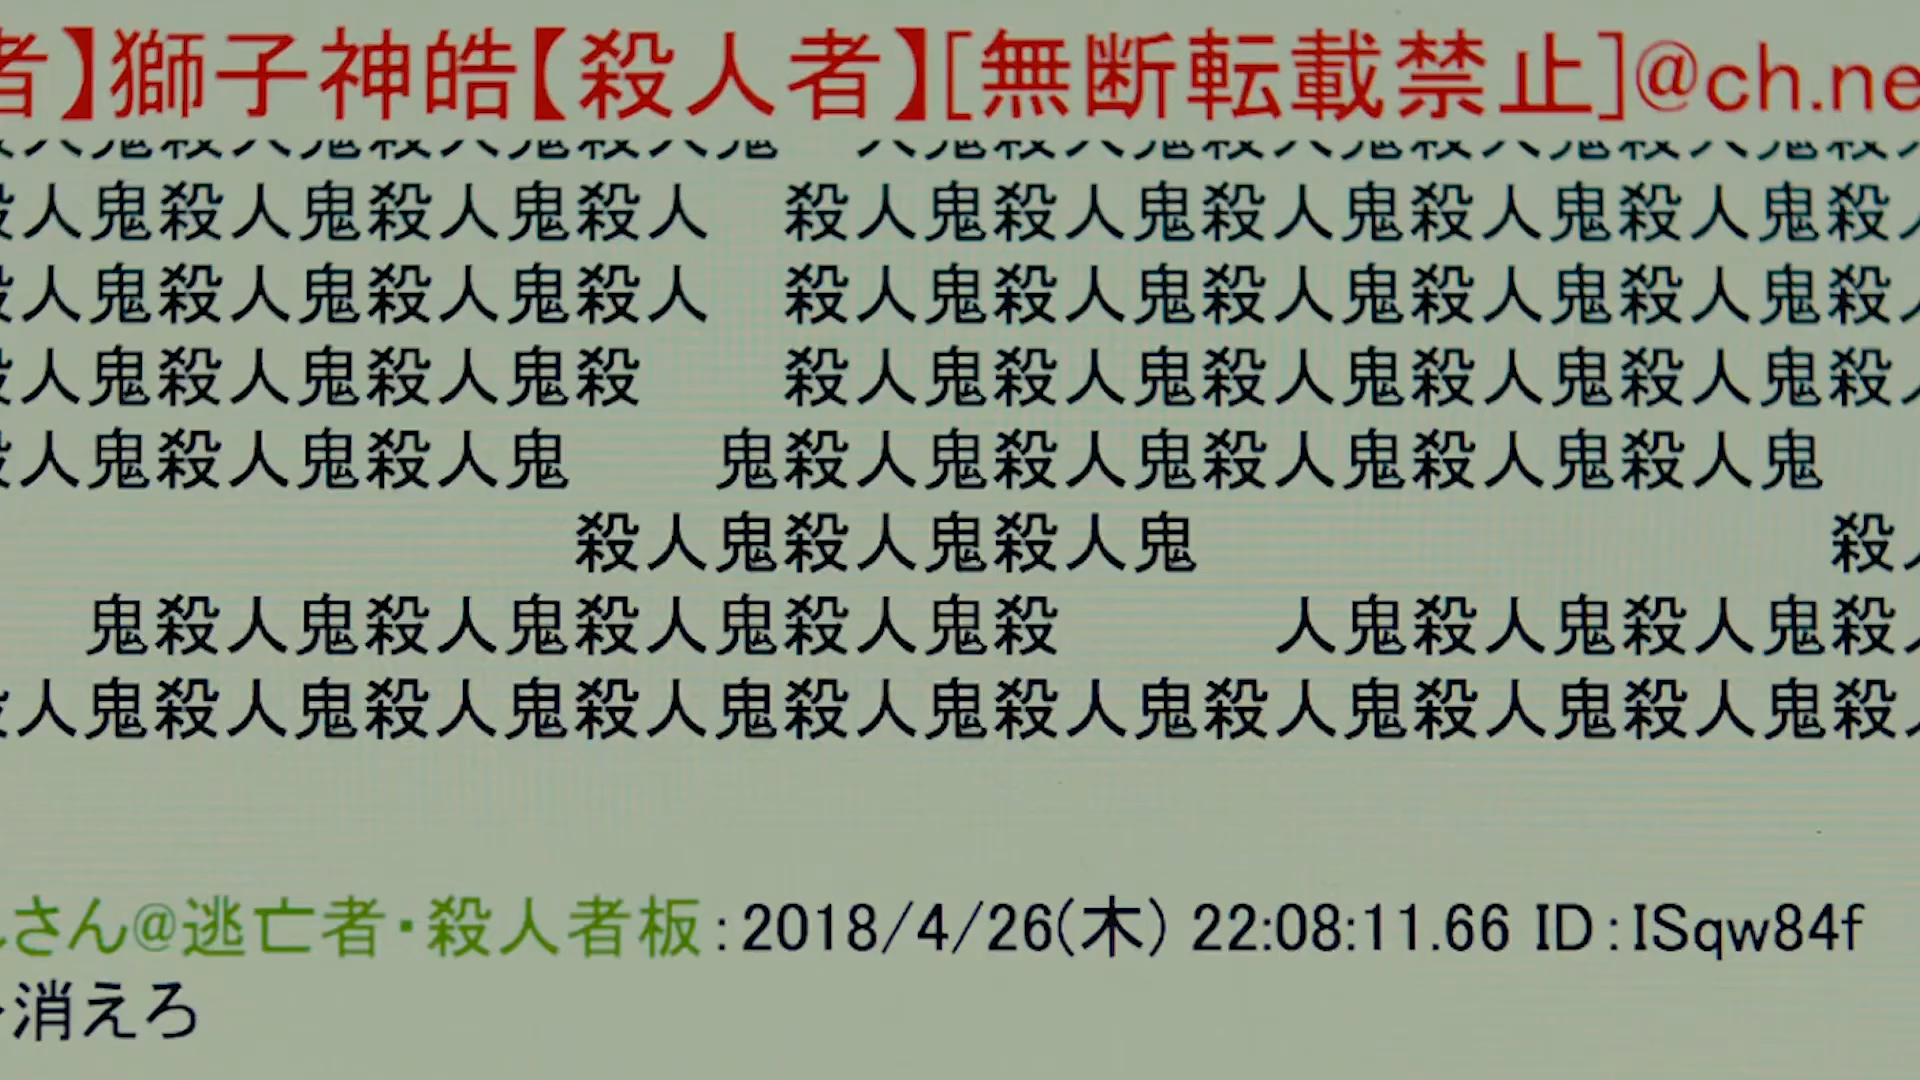 者】獅子神皓【殺人者】[無断転載禁止]@ch.ne
人鬼殺人鬼殺人鬼殺人　殺人鬼殺人鬼殺人鬼殺人鬼殺人鬼殺
人鬼殺人鬼殺人鬼殺人　殺人鬼殺人鬼殺人鬼殺人鬼殺人鬼殺
人鬼殺人鬼殺人鬼殺　　殺人鬼殺人鬼殺人鬼殺人鬼殺人鬼殺
人鬼殺人鬼殺人鬼　　鬼殺人鬼殺人鬼殺人鬼殺人鬼殺人鬼
殺人鬼殺人鬼殺人鬼　　　　　　　　　殺
鬼殺人鬼殺人鬼殺人鬼殺人鬼殺　　　人鬼殺人鬼殺人鬼殺
人鬼殺人鬼殺人鬼殺人鬼殺人鬼殺人鬼殺人鬼殺人鬼殺人鬼殺
さん@逃亡者・殺人者板：2018/4/26(木) 22:08:11.66 ID：ISqw84f
消えろ